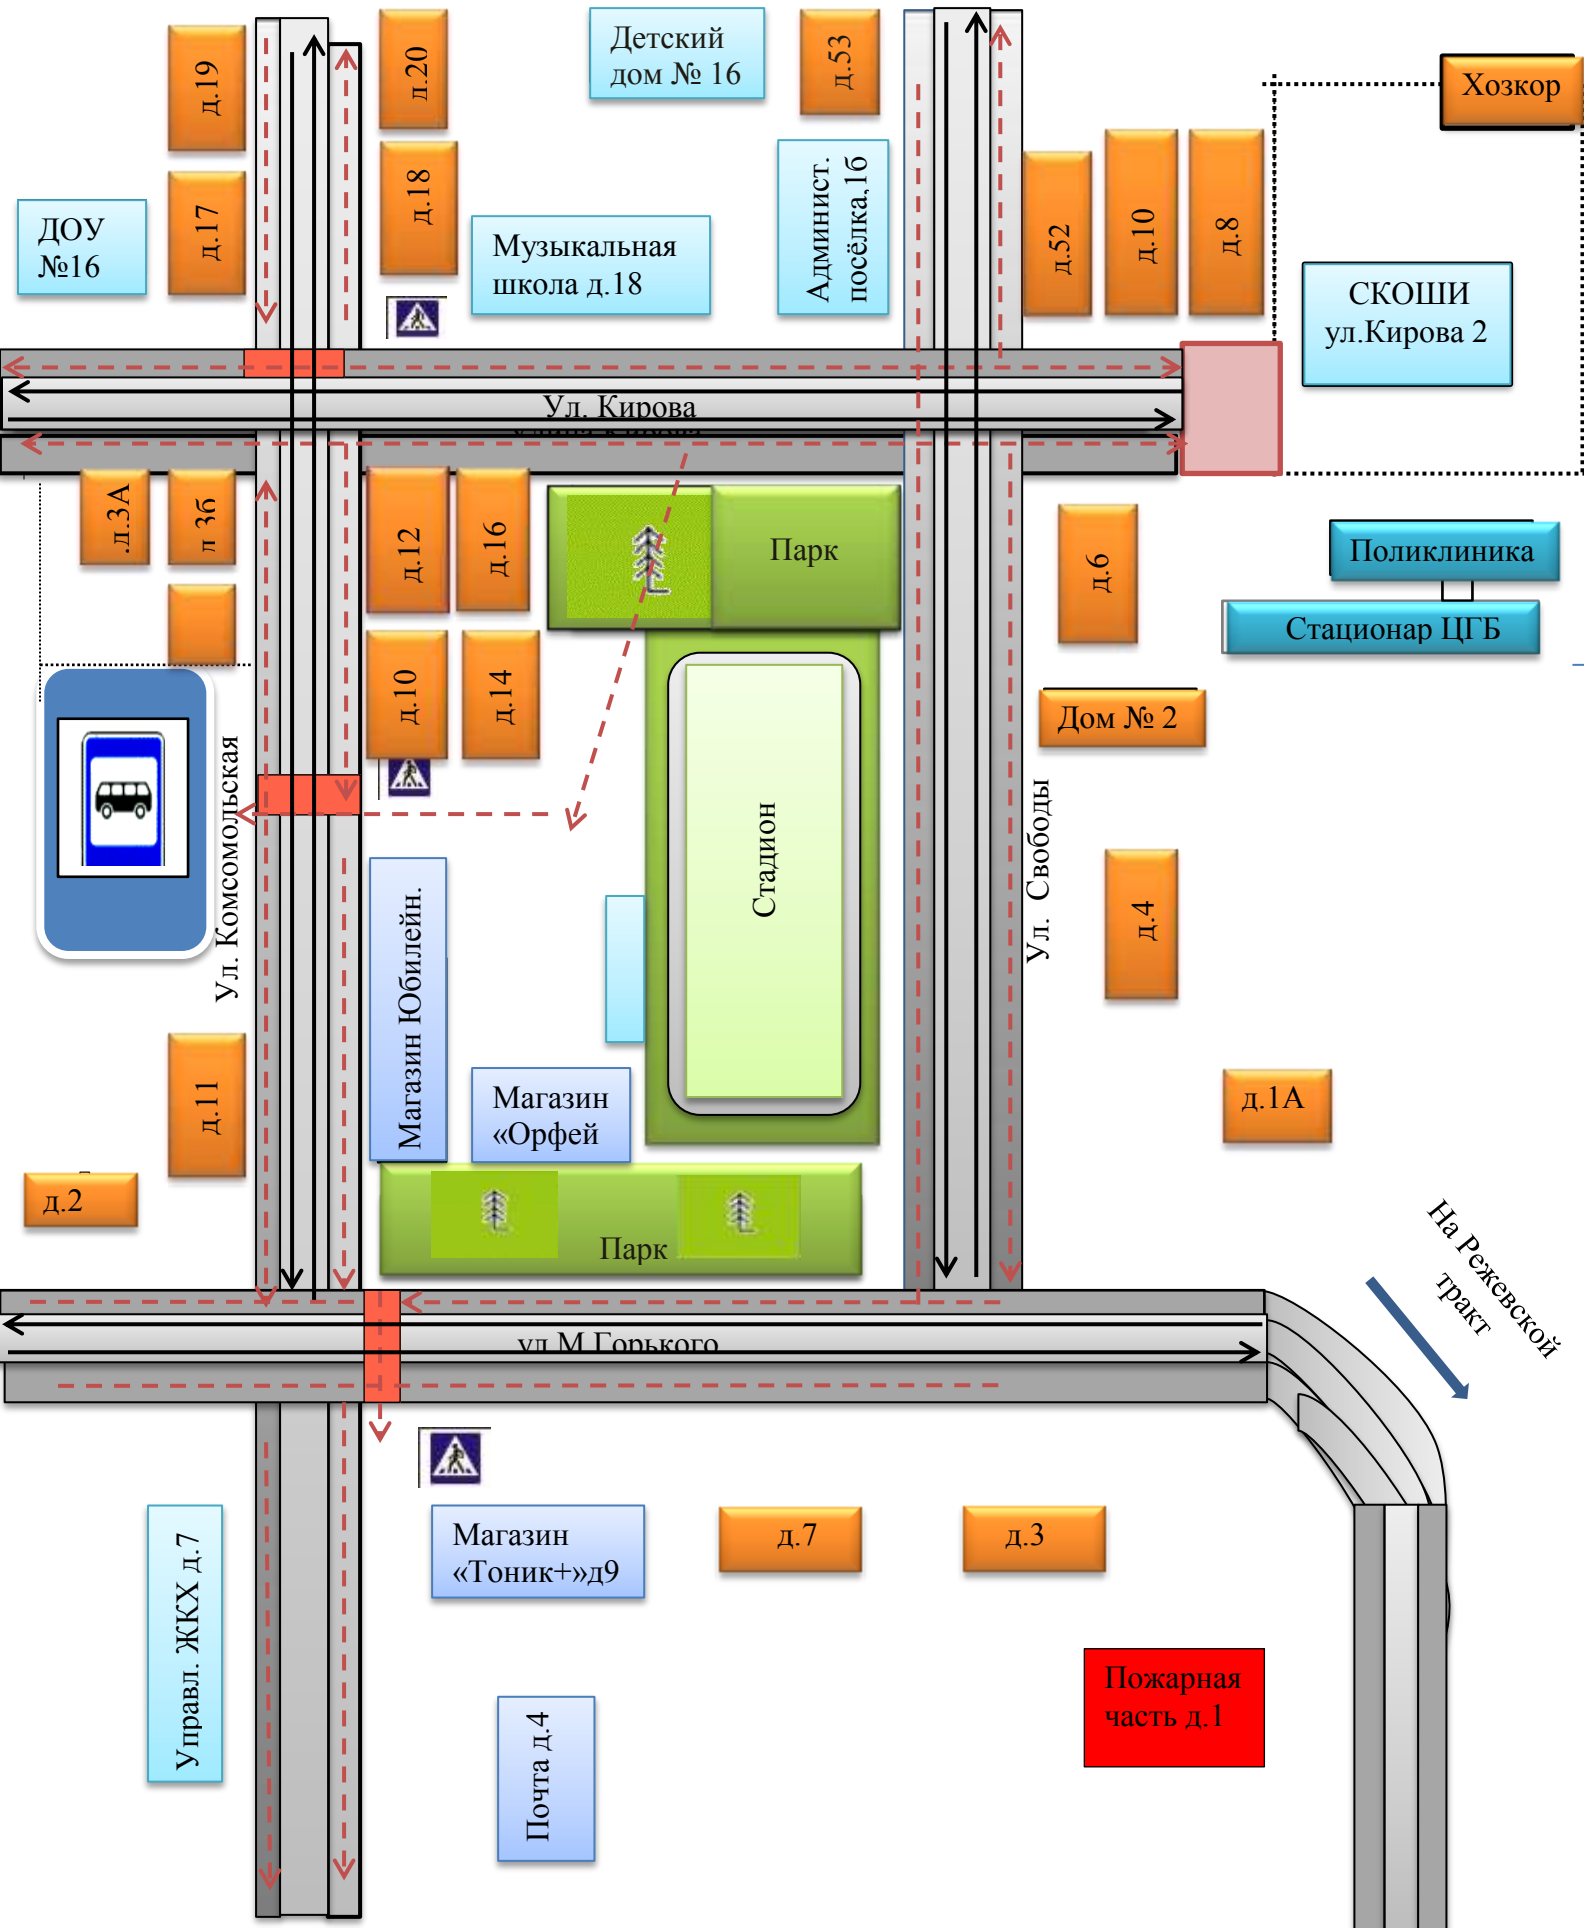 д.19
д.20
Детский
дом № 16
д.53
Хозкор
ДОУ
№16
д.17
д.18
Музыкальная
школа д.18
Админист.
посёлка,1б
д.52
д.10
д.8
СКОШИ
ул.Кирова 2
Ул. Кирова
.д.3А
д 3б
д.12
д.16
Парк
д.6
Поликлиника
Стационар ЦГБ
д.10
д.14
Дом № 2
Ул. Комсомольская
Стадион
Ул. Свободы
д.4
Магазин Юбилейн.
д.11
Магазин
«Орфей
д.1А
д.2
Парк
На Режевской
тракт
ул М Горького
Управл. ЖКХ д.7
Магазин
«Тоник+»д9
д.7
д.3
Почта д.4
Пожарная
часть д.1